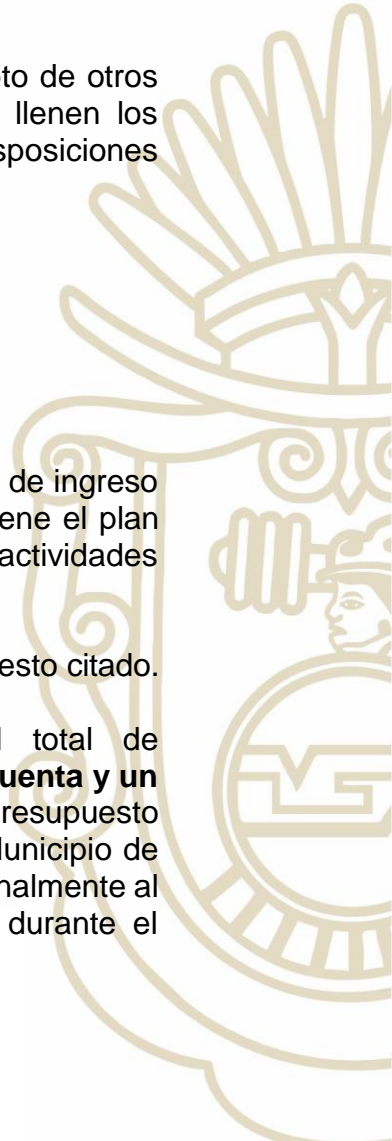 to de otros
llenen los
sposiciones
de ingreso
ene el plan
actividades
esto citado.
total de
uenta y un
resupuesto
unicipio de
nalmente al
durante el